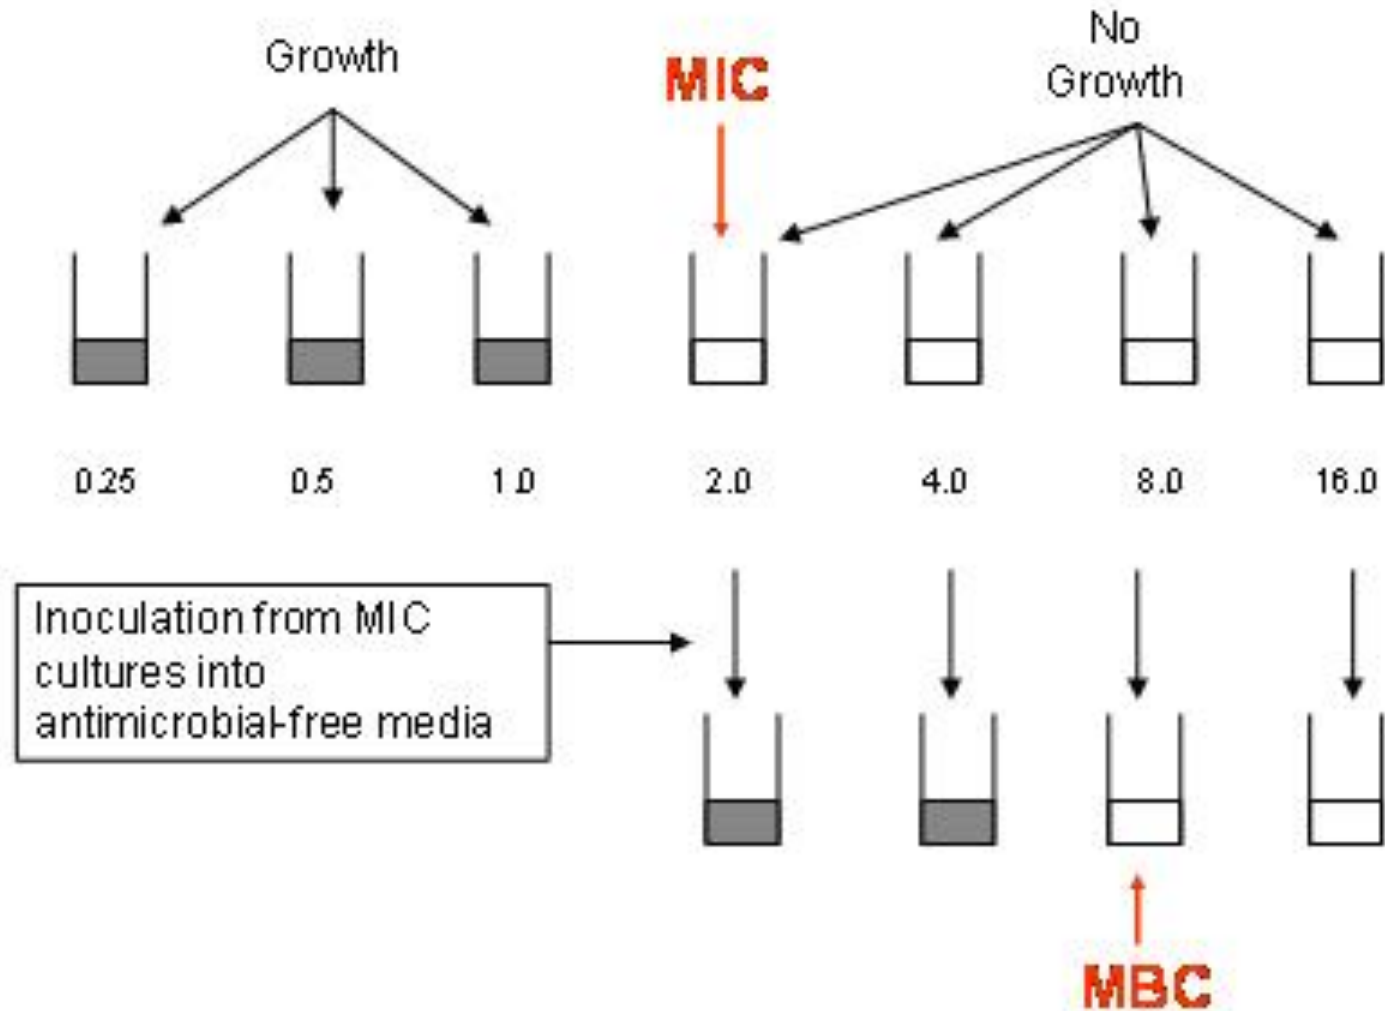 Growth
MIC
No
Growth
0.25
0.5
1.0
2.0
4.0
8.0
16.0
Inoculation from MIC
cultures into
antimicrobial-free media
MBC